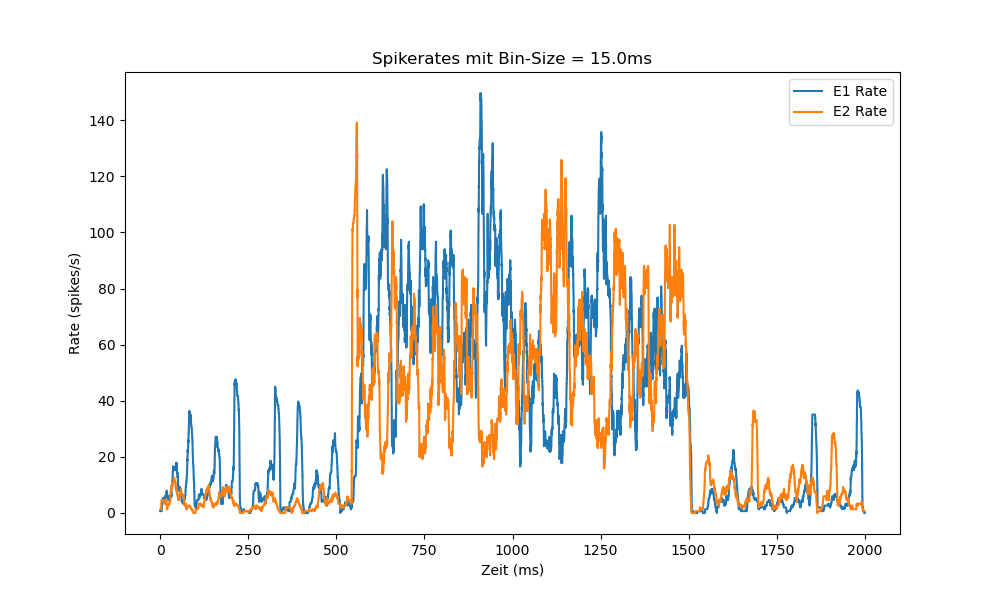 Spikerates mit Bin-Size = 15.0ms
E1 Rate
E2 Rate
140
120
100
80
60
40
20
0
Rate (spikes/s)
0 250 500 750 1000 1250 1500 1750 2000
Zeit (ms)